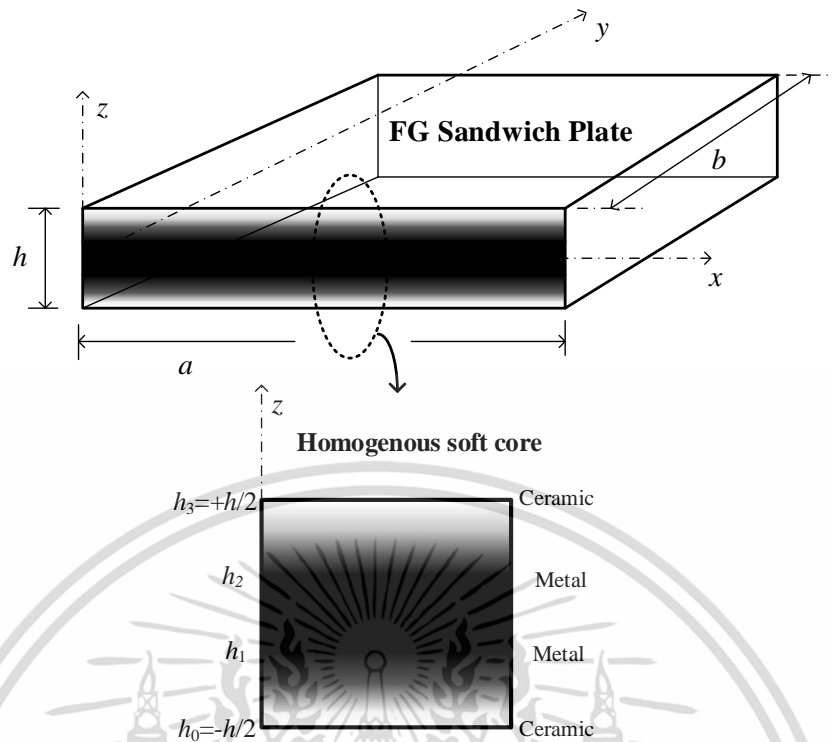 y
z
FG Sandwich Plate
b
h
x
a
z
Homogenous soft core
h₃=+h/2 Ceramic
h₂ Metal
h₁ Metal
h₀=-h/2 Ceramic